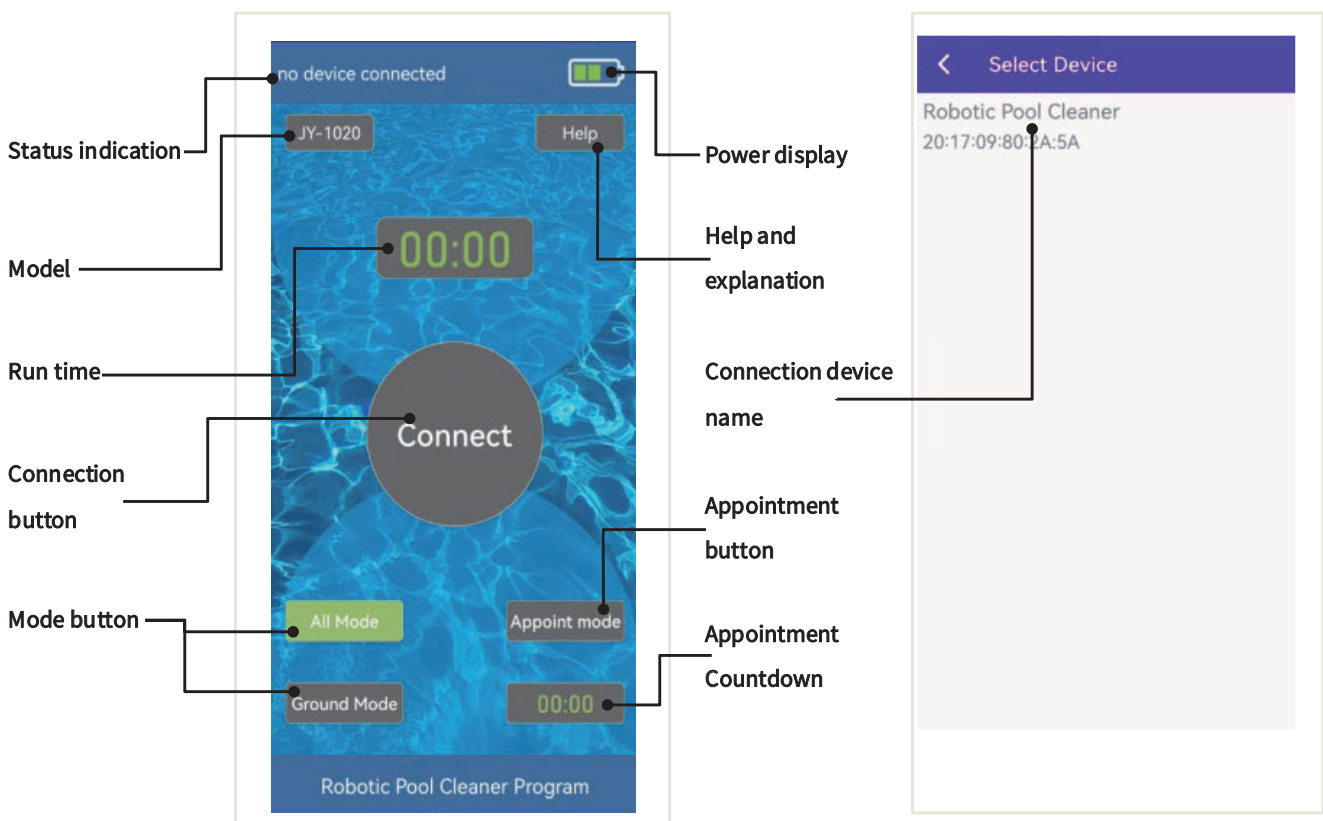 no device connected
Select Device
JY-1020
Help
Robotic Pool Cleaner
20:17:09:80:2A:5A
Status indication
Power display
Model
00:00
Help and
explanation
Run time
Connect
Connection device
name
Connection
button
Appointment
button
Mode button
All Mode
Appoint mode
Appointment
Countdown
Ground Mode
00:00
Robotic Pool Cleaner Program